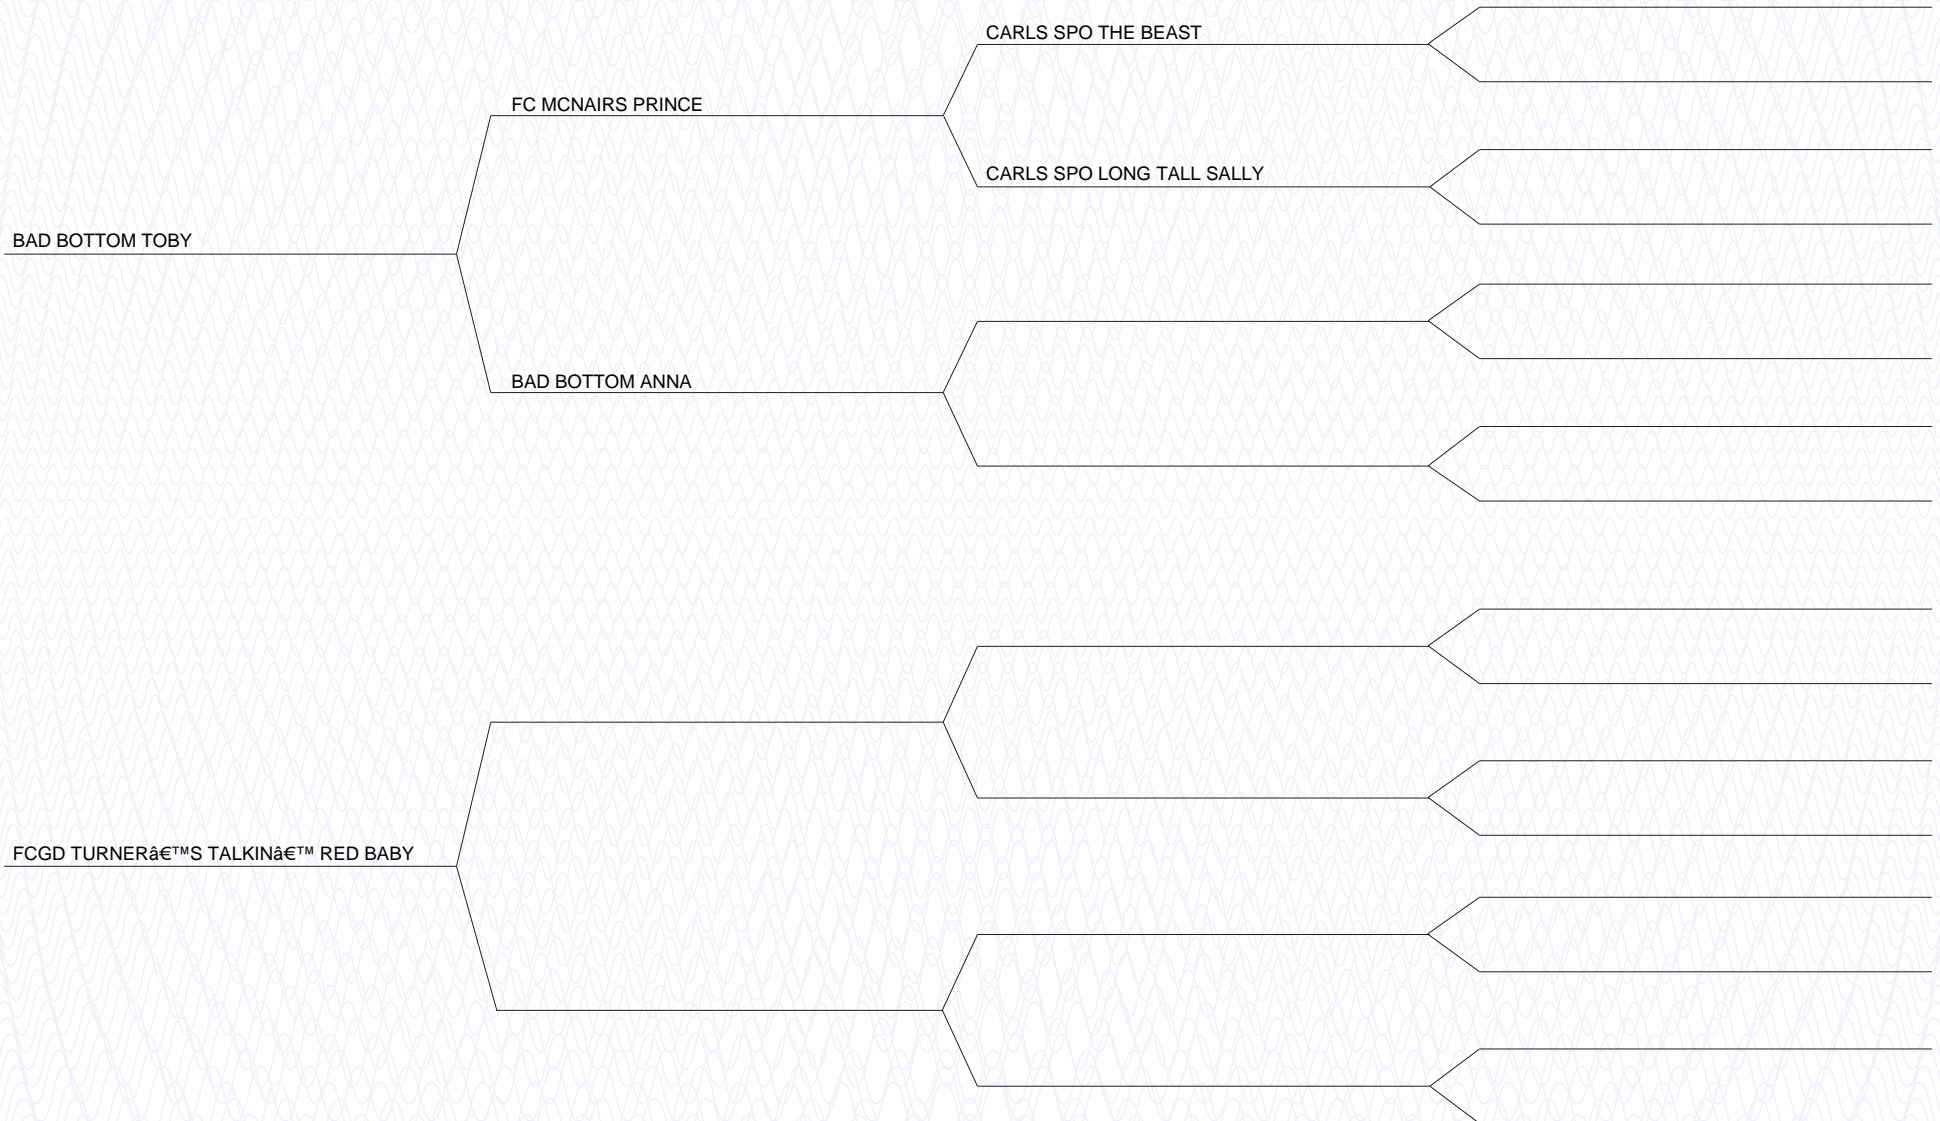 CARLS SPO THE BEAST
FC MCNAIRS PRINCE
CARLS SPO LONG TALL SALLY
BAD BOTTOM TOBY
BAD BOTTOM ANNA
FCGD TURNERâ€™S TALKINâ€™ RED BABY